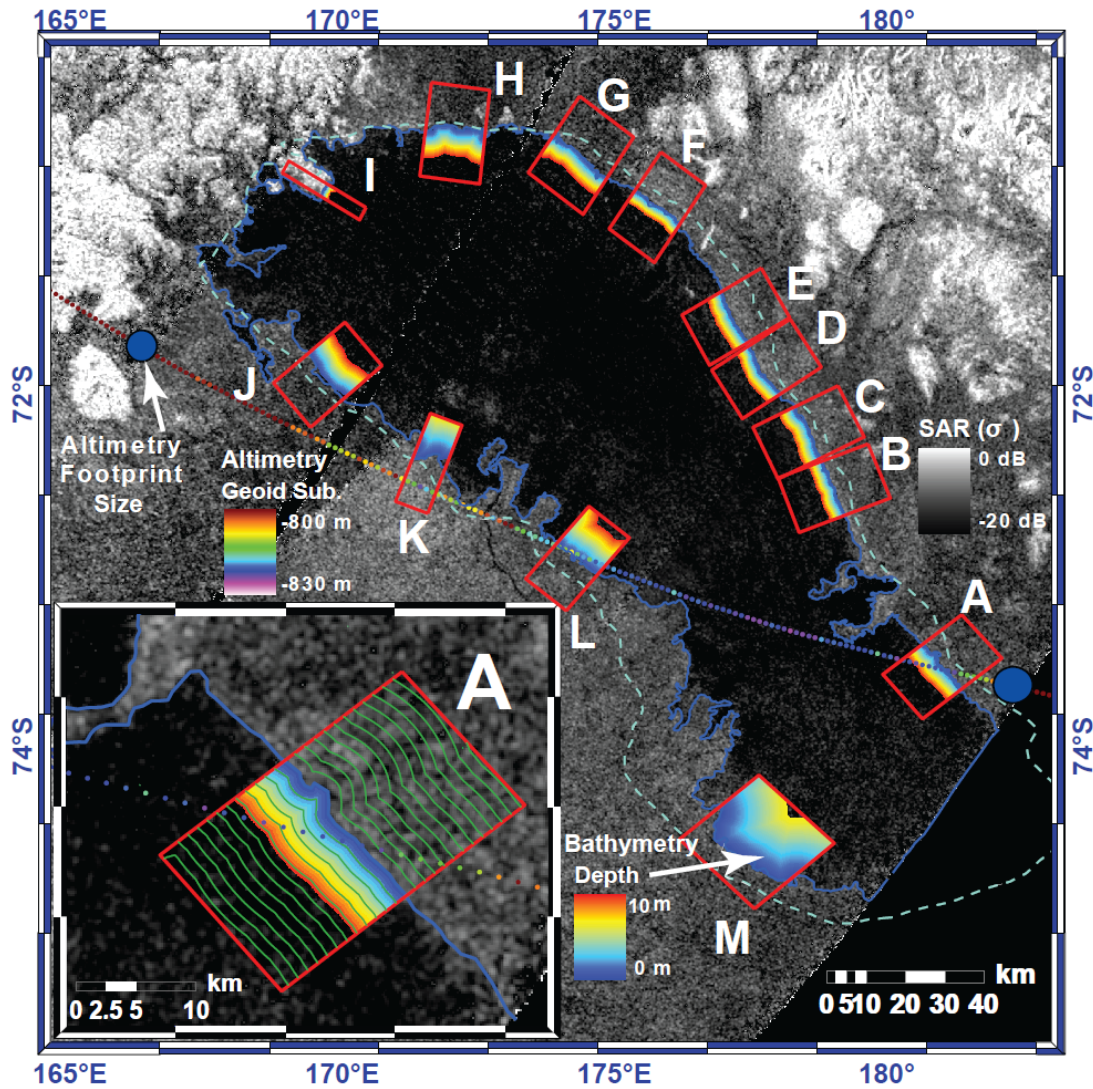 165°E 170°E 175°E 180°
H
G
F
I
E
D
72°S
72°S
J
C
SAR (σ )
0 dB
-20 dB
B
Altimetry
Footprint
Size
Altimetry
Geoid Sub.
-800 m
-830 m
K
L
A
A
74°S
74°S
Bathymetry
Depth
10 m
0 m
M
km
0 2.5 5 10
km
0 5 10 20 30 40
165°E 170°E 175°E 180°